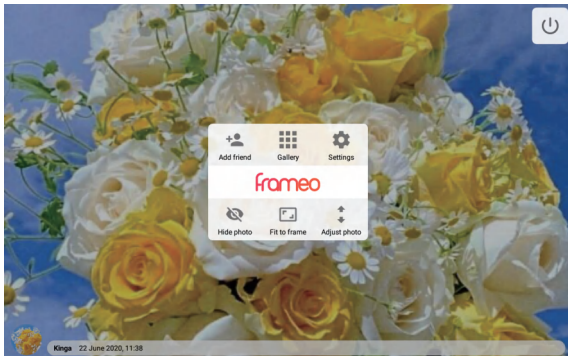 Add friend Gallery Settings
frameo
Hide photo Fit to frame Adjust photo
Kinga 22 June 2020, 11:38